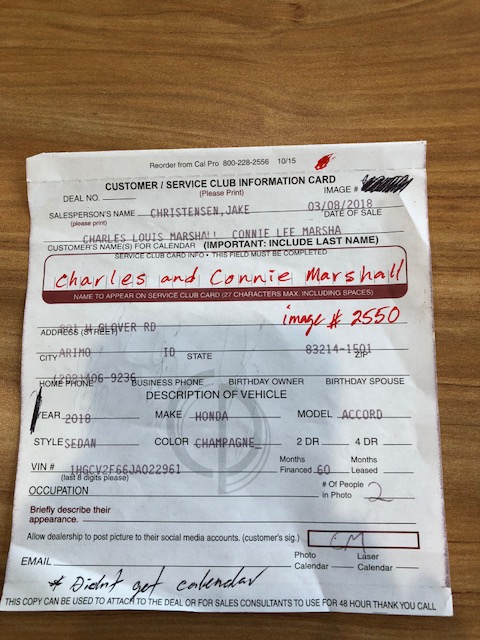 Reorder from Cal Pro 800-228-2556 10/15
CUSTOMER / SERVICE CLUB INFORMATION CARD
(Please Print)
DEAL NO. IMAGE #
SALESPERSON'S NAME CHRISTENSEN,JAKE 03/08/2018
(please print) DATE OF SALE
CHARLES LOUIS MARSHALL CONNIE LEE MARSHA
CUSTOMER'S NAME(S) FOR CALENDAR (IMPORTANT: INCLUDE LAST NAME)
SERVICE CLUB CARD INFO • THIS FIELD MUST BE COMPLETED
Charles and Connie Marshall
NAME TO APPEAR ON SERVICE CLUB CARD (27 CHARACTERS MAX. INCLUDING SPACES)
image # 2550
GLOVER RD
ADDRESS (STREET)
CITY ARIMO ID STATE 83214-1501 ZIP
(208)406-9236
HOME PHONE BUSINESS PHONE BIRTHDAY OWNER BIRTHDAY SPOUSE
DESCRIPTION OF VEHICLE
YEAR 2018 MAKE HONDA MODEL ACCORD
STYLE SEDAN COLOR CHAMPAGNE 2 DR 4 DR
VIN # 1HGCV2F66JA022961 Months Financed 60 Months Leased
(last 8 digits please)
OCCUPATION # Of People in Photo 2
Briefly describe their
appearance.
Allow dealership to post picture to their social media accounts. (customer's sig.) CM
EMAIL Photo Calendar Laser Calendar
* Didnt get calendar
THIS COPY CAN BE USED TO ATTACH TO THE DEAL OR FOR SALES CONSULTANTS TO USE FOR 48 HOUR THANK YOU CALL